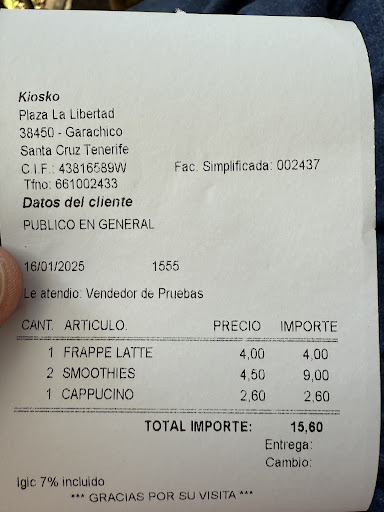 Kiosko
Plaza La Libertad
38450 - Garachico
Santa Cruz Tenerife
C.I.F.: 43816589W Fac. Simplificada: 002437
Tfno: 661002433
Datos del cliente
PUBLICO EN GENERAL
16/01/2025 1555
Le atendio: Vendedor de Pruebas
CANT. ARTICULO. PRECIO IMPORTE
1 FRAPPE LATTE 4,00 4,00
2 SMOOTHIES 4,50 9,00
1 CAPPUCINO 2,60 2,60
TOTAL IMPORTE: 15,60
Entrega:
Cambio:
Igic 7% incluido
*** GRACIAS POR SU VISITA ***